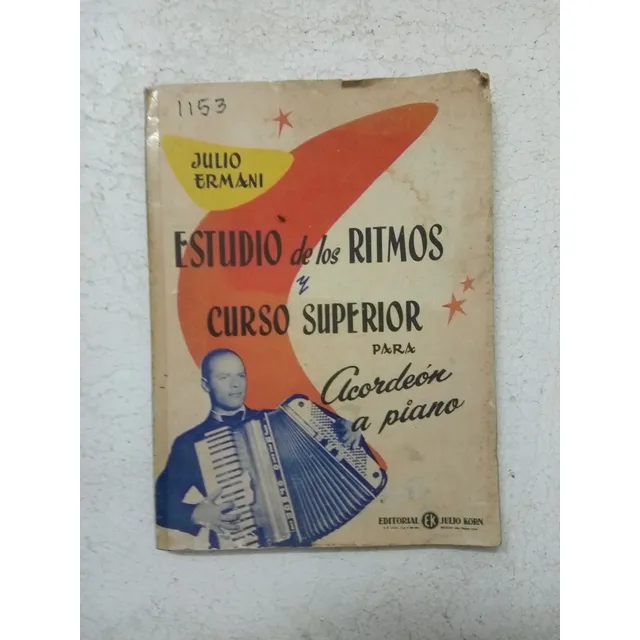 1153
JULIO
ERMANI
ESTUDIO de los RITMOS
y
CURSO SUPERIOR
PARA
Acordeón
a piano
EDITORIAL EK JULIO KORN